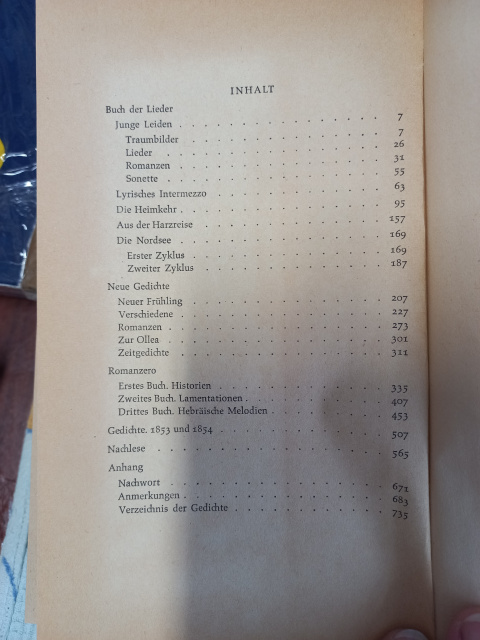 INHALT
Buch der Lieder
Junge Leiden . . . . . . . . . . . . . . . . 7
Traumbilder . . . . . . . . . . . . . . . . 7
Lieder . . . . . . . . . . . . . . . . 26
Romanzen . . . . . . . . . . . . . . . . 31
Sonette . . . . . . . . . . . . . . . . 55
Lyrisches Intermezzo . . . . . . . . . . . . . . 63
Die Heimkehr . . . . . . . . . . . . . . . . 95
Aus der Harzreise . . . . . . . . . . . . . . 157
Die Nordsee . . . . . . . . . . . . . . . . 169
Erster Zyklus . . . . . . . . . . . . . . 169
Zweiter Zyklus . . . . . . . . . . . . . . 187
Neue Gedichte
Neuer Frühling . . . . . . . . . . . . . . 207
Verschiedene . . . . . . . . . . . . . . 227
Romanzen . . . . . . . . . . . . . . . . 273
Zur Ollea . . . . . . . . . . . . . . . . 301
Zeitgedichte . . . . . . . . . . . . . . 311
Romanzero
Erstes Buch. Historien . . . . . . . . . . . . 335
Zweites Buch. Lamentationen . . . . . . . . . . . 407
Drittes Buch. Hebräische Melodien . . . . . . . . . 453
Gedichte. 1853 und 1854 . . . . . . . . . . . . 507
Nachlese . . . . . . . . . . . . . . . . 565
Anhang
Nachwort . . . . . . . . . . . . . . . . 671
Anmerkungen . . . . . . . . . . . . . . . 683
Verzeichnis der Gedichte . . . . . . . . . . . . 735